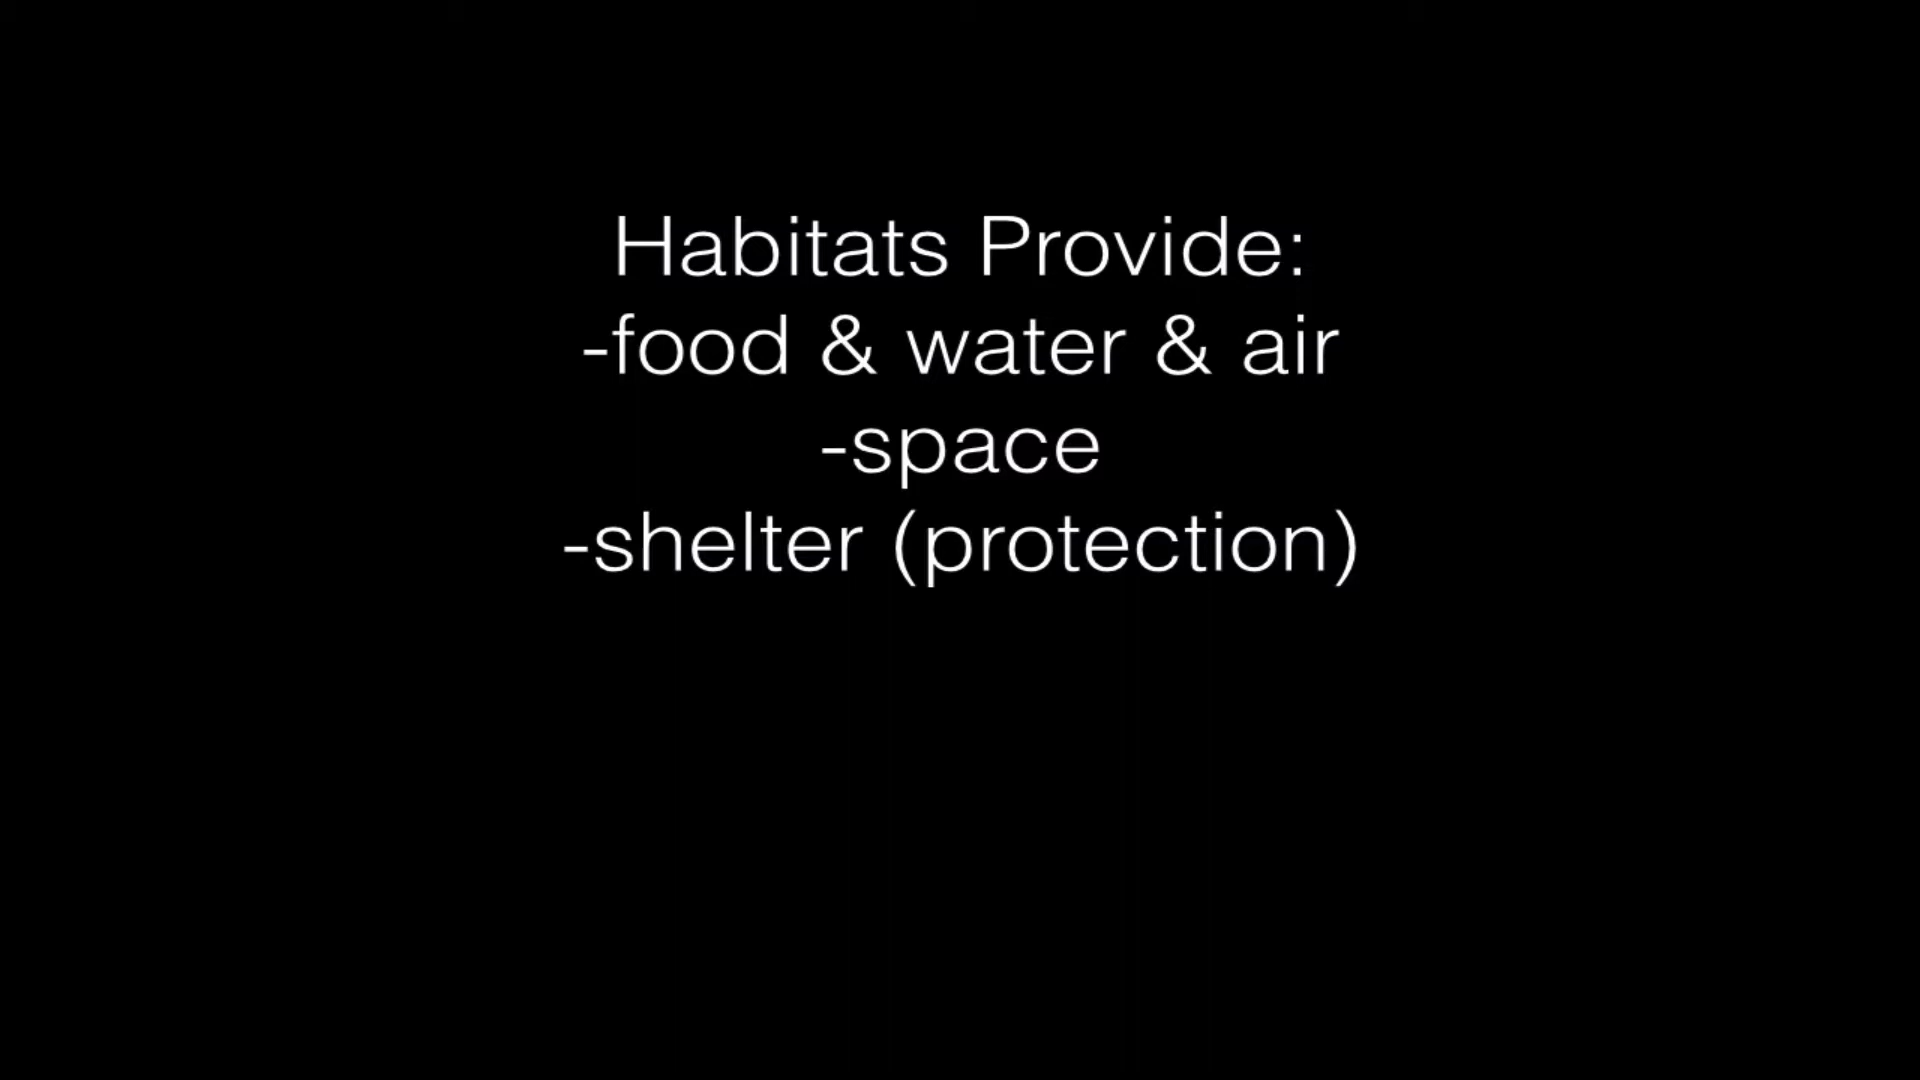 Habitats Provide:
-food & water & air
-space
-shelter (protection)